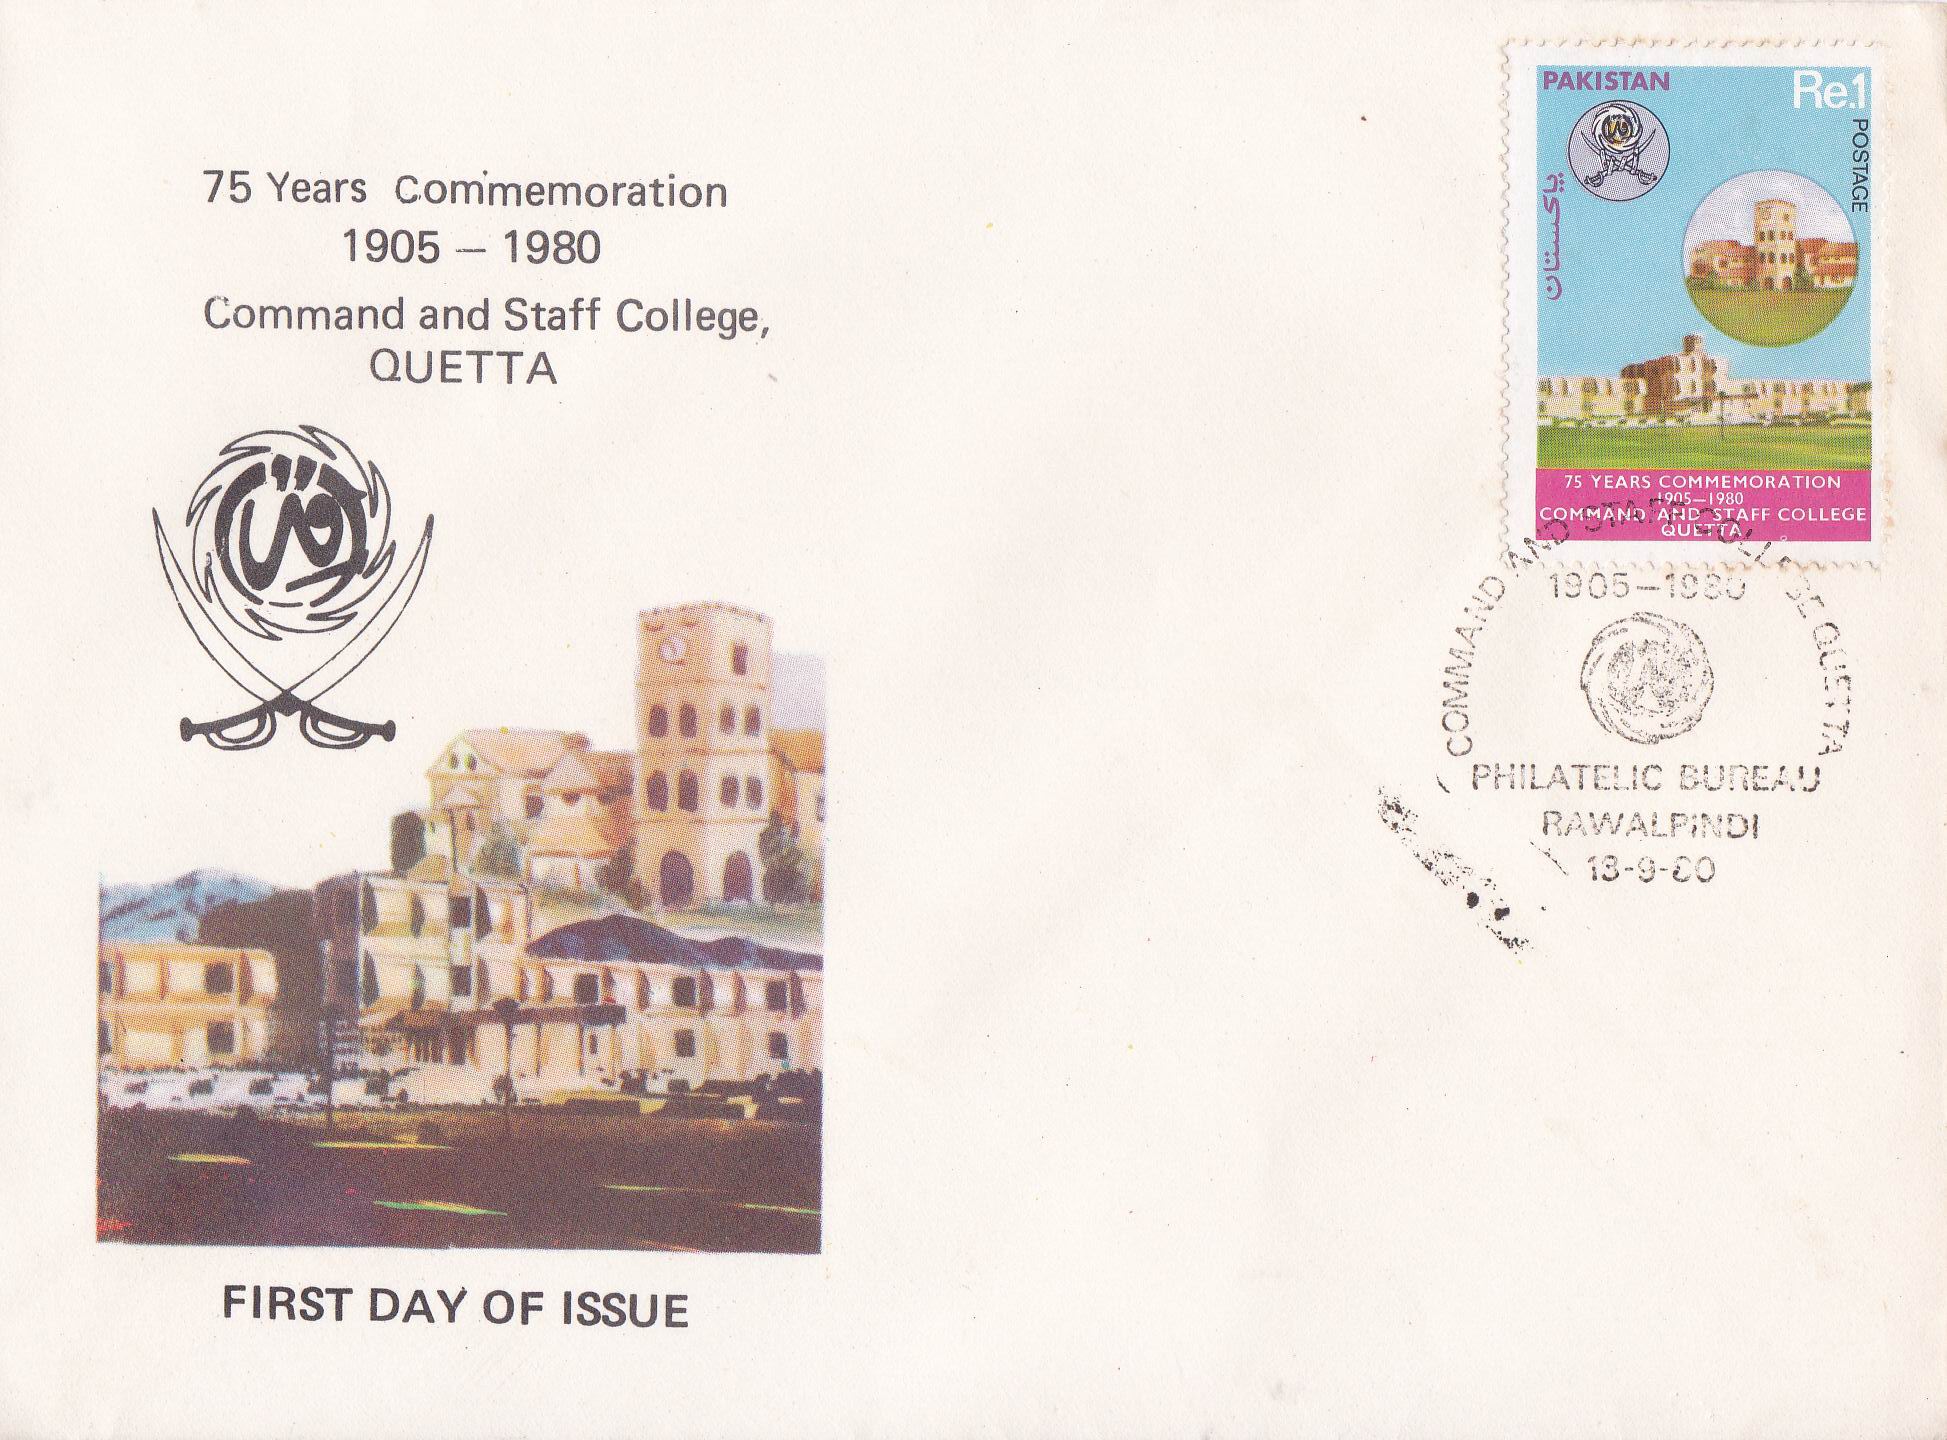 75 Years Commemoration
1905 – 1980
Command and Staff College,
QUETTA
FIRST DAY OF ISSUE
PAKISTAN
Re.1
POSTAGE
پاکستان
75 YEARS COMMEMORATION
1905–1980
COMMAND AND STAFF COLLEGE
QUETTA
COMMAND AND STAFF COLLEGE QUETTA
1905–1980
PHILATELIC BUREAU
RAWALPINDI
18-9-80